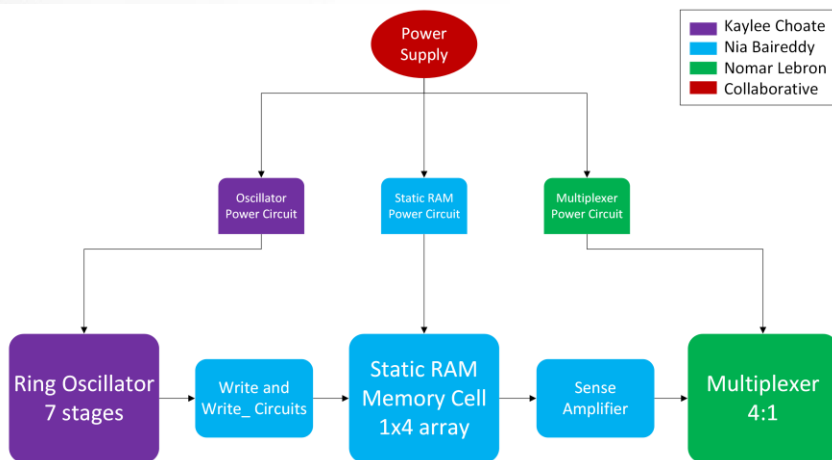 Power
Supply
Kaylee Choate
Nia Baireddy
Nomar Lebron
Collaborative
Oscillator
Power Circuit
Static RAM
Power Circuit
Multiplexer
Power Circuit
Ring Oscillator
7 stages
Write and
Write_ Circuits
Static RAM
Memory Cell
1x4 array
Sense
Amplifier
Multiplexer
4:1